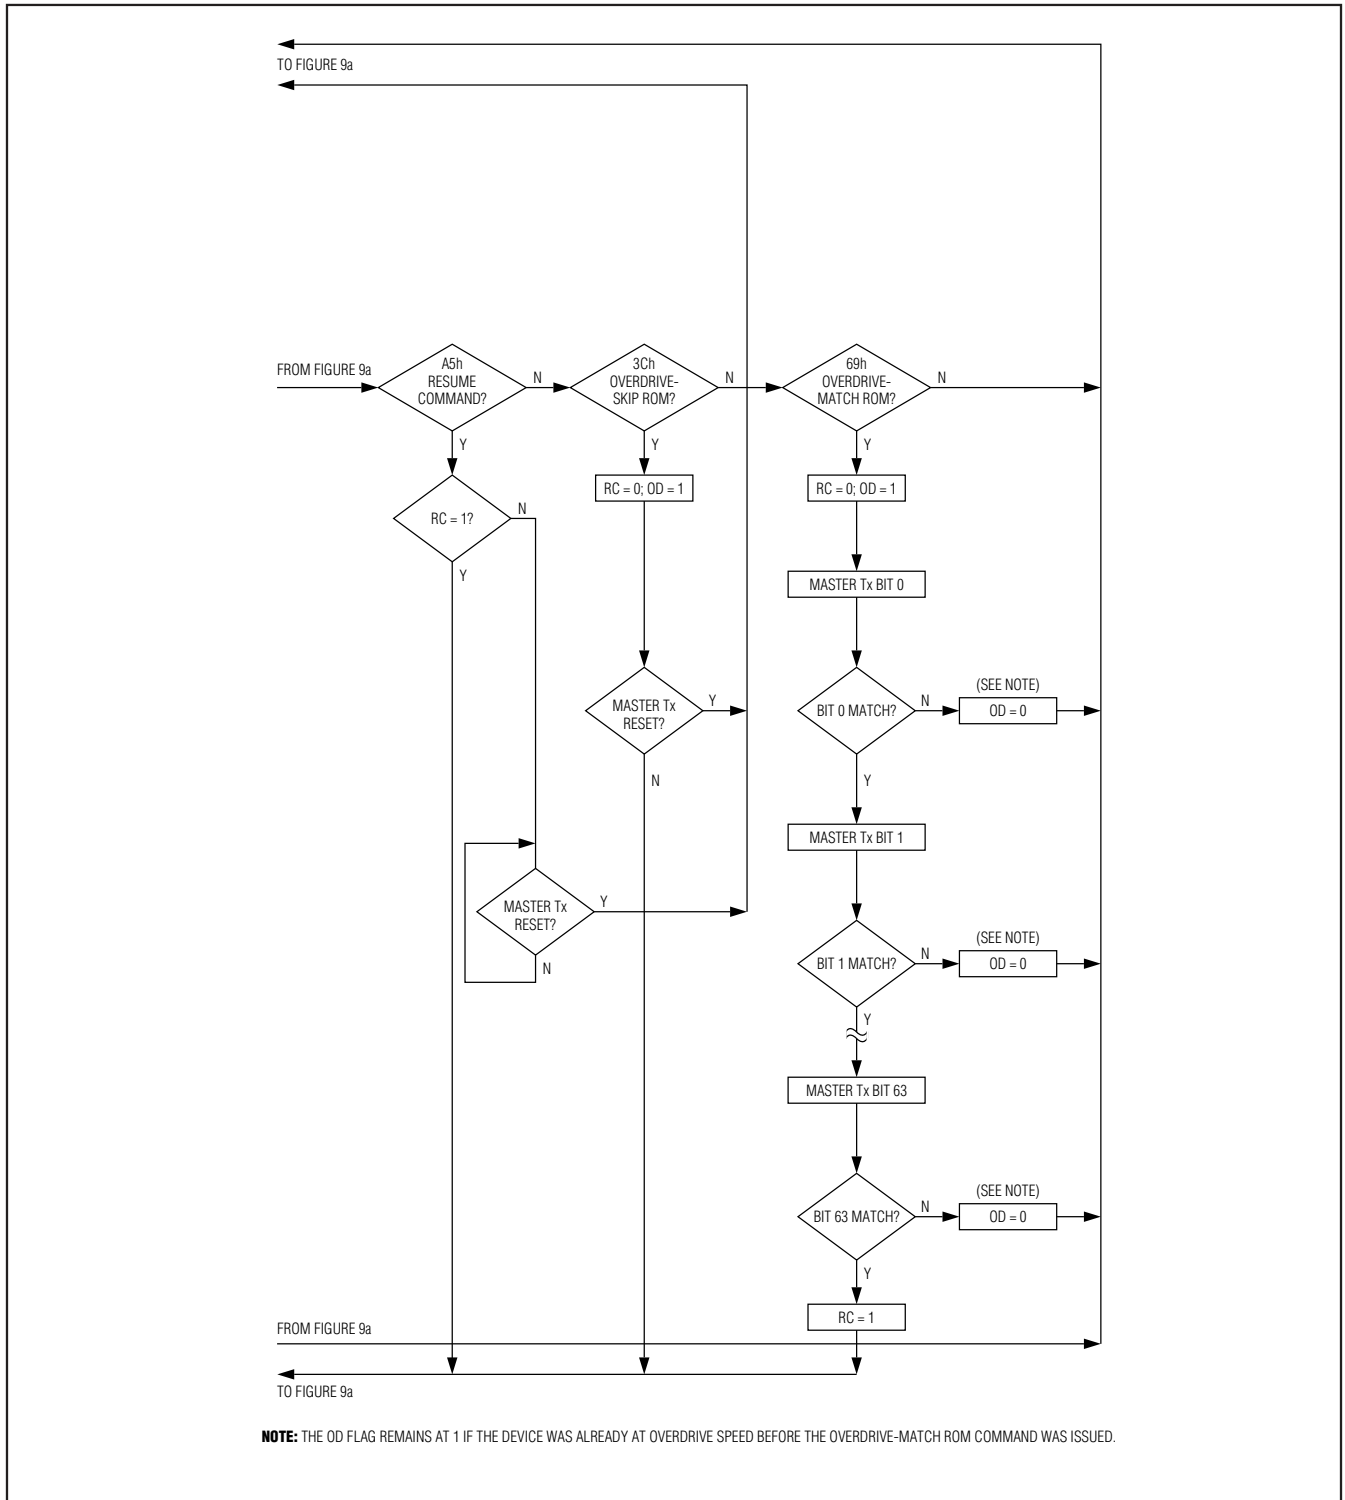 TO FIGURE 9a
FROM FIGURE 9a
A5h
RESUME
COMMAND?
N
3Ch
OVERDRIVE-
SKIP ROM?
N
69h
OVERDRIVE-
MATCH ROM?
N
Y
Y
Y
RC = 1?
N
RC = 0; OD = 1
RC = 0; OD = 1
Y
MASTER Tx BIT 0
MASTER Tx
RESET?
Y
N
BIT 0 MATCH?
N
(SEE NOTE)
OD = 0
Y
MASTER Tx BIT 1
MASTER Tx
RESET?
Y
N
BIT 1 MATCH?
N
(SEE NOTE)
OD = 0
Y
MASTER Tx BIT 63
BIT 63 MATCH?
N
(SEE NOTE)
OD = 0
Y
RC = 1
FROM FIGURE 9a
TO FIGURE 9a
NOTE: THE OD FLAG REMAINS AT 1 IF THE DEVICE WAS ALREADY AT OVERDRIVE SPEED BEFORE THE OVERDRIVE-MATCH ROM COMMAND WAS ISSUED.